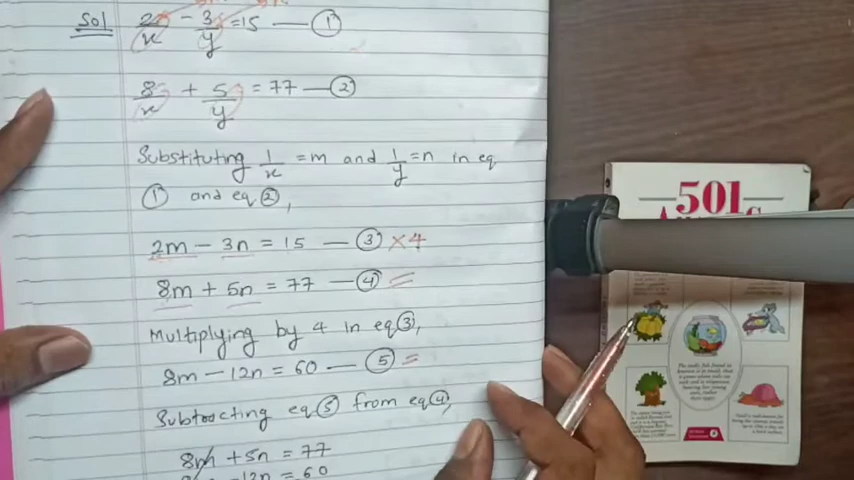 Sol 2/x - 3/y = 15 — ①
8/x + 5/y = 77 — ②
Substituting 1/x = m and 1/y = n in eq
① and eq ②,
2m - 3n = 15 — ③ ×4
8m + 5n = 77 — ④
Multiplying by 4 in eq ③,
8m - 12n = 60 — ⑤
Subtracting eq ⑤ from eq ④,
8m + 5n = 77
-12n = 60
501